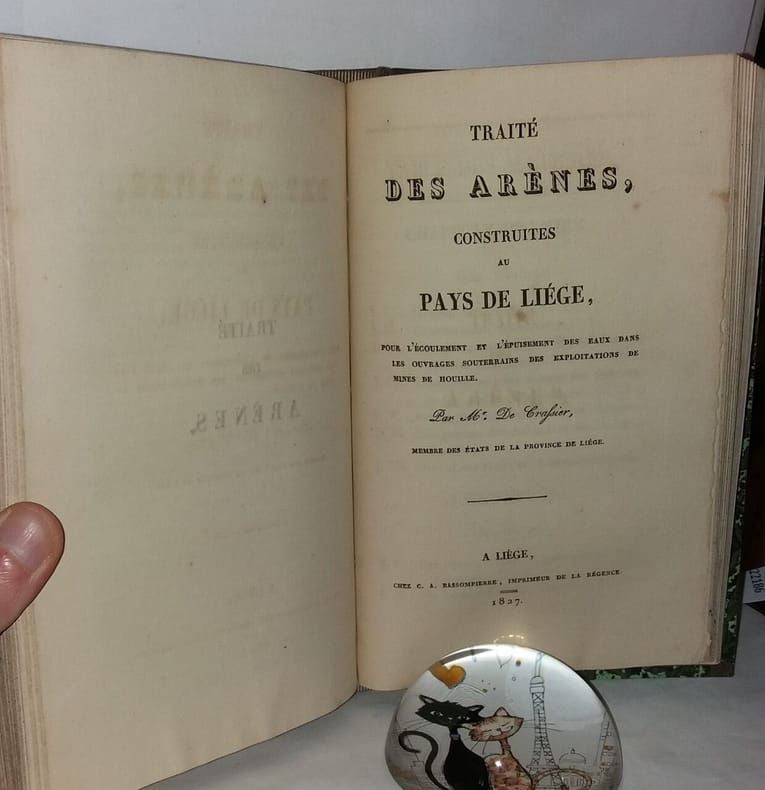 TRAITÉ
DES ARÈNES,
CONSTRUITES
AU
PAYS DE LIÉGE,
POUR L'ÉCOULEMENT ET L'ÉPUISEMENT DES EAUX DANS
LES OUVRAGES SOUTERRAINS DES EXPLOITATIONS DE
MINES DE HOUILLE.
Par Mr. De Craſsier,
MEMBRE DES ÉTATS DE LA PROVINCE DE LIÉGE.
A LIÈGE,
CHEZ C. A. BASSOMPIERRE, IMPRIMEUR DE LA RÉGENCE.
1827.
22186